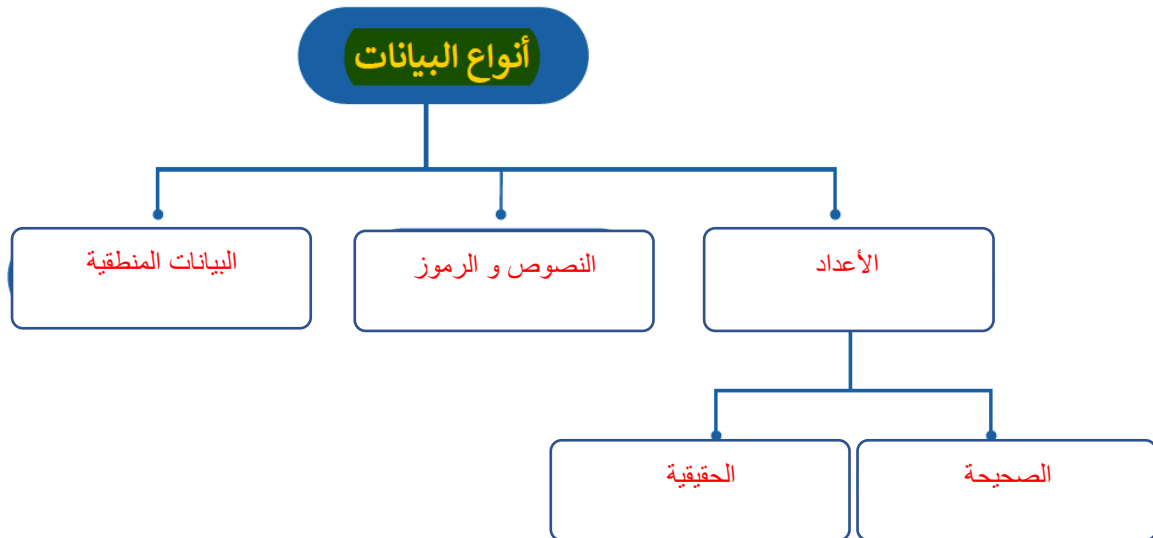 أنواع البيانات
الأعداد
النصوص و الرموز
البيانات المنطقية
الصحيحة
الحقيقية